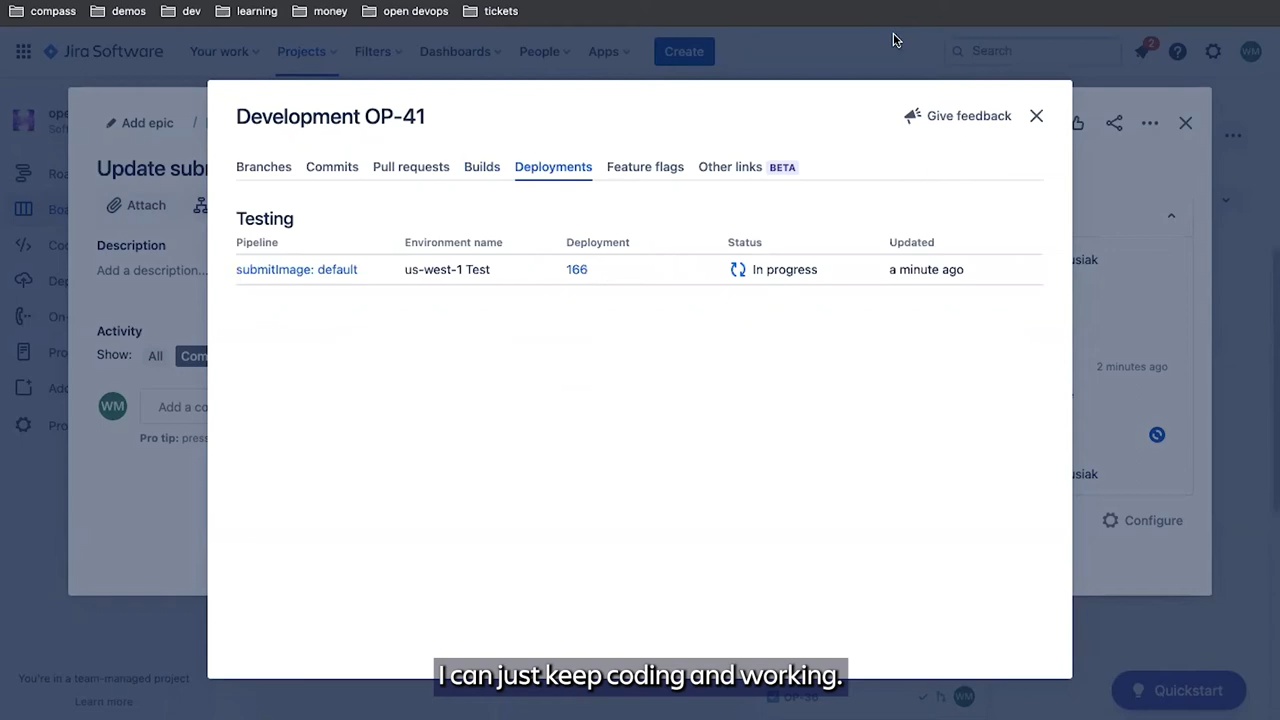 compass demos dev learning money open devops tickets
Jira Software Your work Projects Filters Dashboards People Apps Create Search 2 WM
Development OP-41 Give feedback
Add epic /
Update
Branches Commits Pull requests Builds Deployments Feature flags Other links BETA
Attach
Testing
Description
Pipeline Environment name Deployment Status Updated
Add a description...
submitImage: default us-west-1 Test 166 In progress a minute ago
Activity
Show: All
2 minutes ago
WM Add a
Pro tip: press
Configure
I can just keep coding and working.
You're in a team-managed project
Learn more
WM
Quickstart